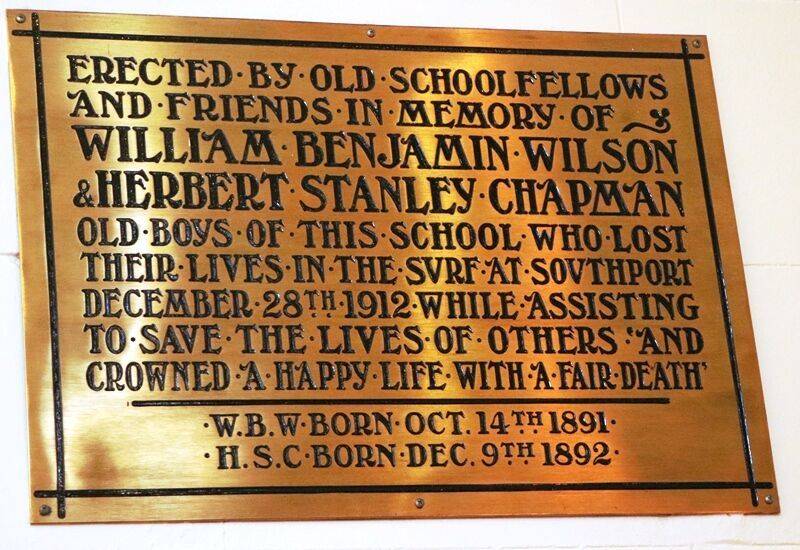 ERECTED·BY·OLD·SCHOOLFELLOWS
AND·FRIENDS·IN·MEMORY·OF
WILLIAM·BENJAMIN·WILSON
&HERBERT·STANLEY·CHAPMAN
OLD·BOYS·OF·THIS·SCHOOL·WHO·LOST
THEIR·LIVES·IN·THE·SVRF·AT·SOVTHPORT
DECEMBER·28TH·1912·WHILE·ASSISTING
TO·SAVE·THE·LIVES·OF·OTHERS·'AND
CROWNED·A·HAPPY·LIFE·WITH·A·FAIR·DEATH'
·W.B.W·BORN·OCT. 14TH 1891·
·H.S.C·BORN·DEC. 9TH 1892·